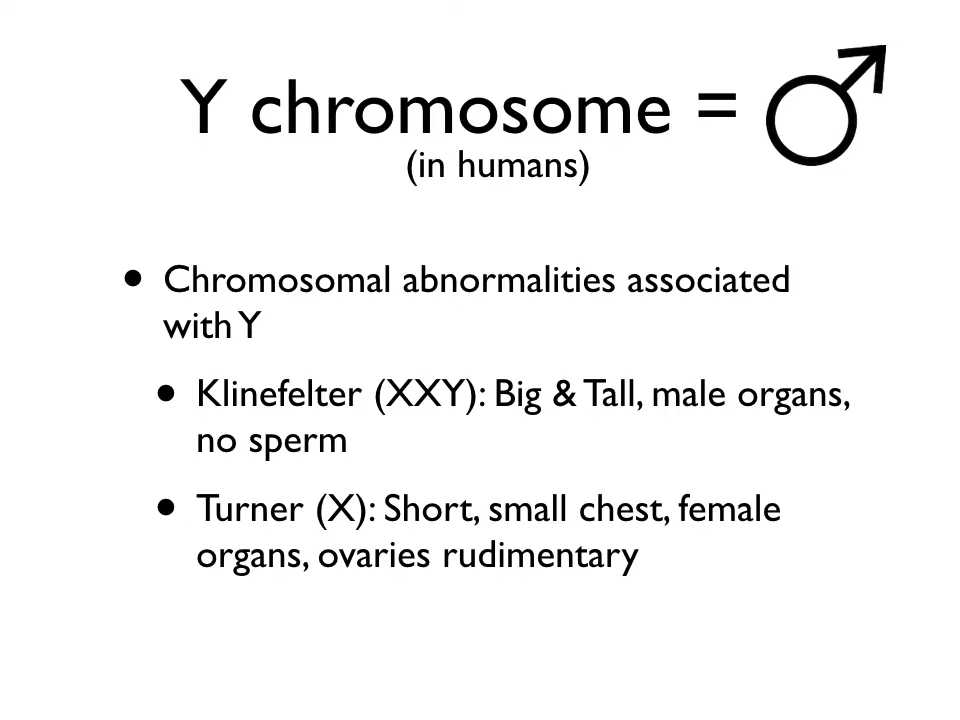 Y chromosome =
(in humans)
• Chromosomal abnormalities associated
with Y
• Klinefelter (XXY): Big & Tall, male organs,
no sperm
• Turner (X): Short, small chest, female
organs, ovaries rudimentary